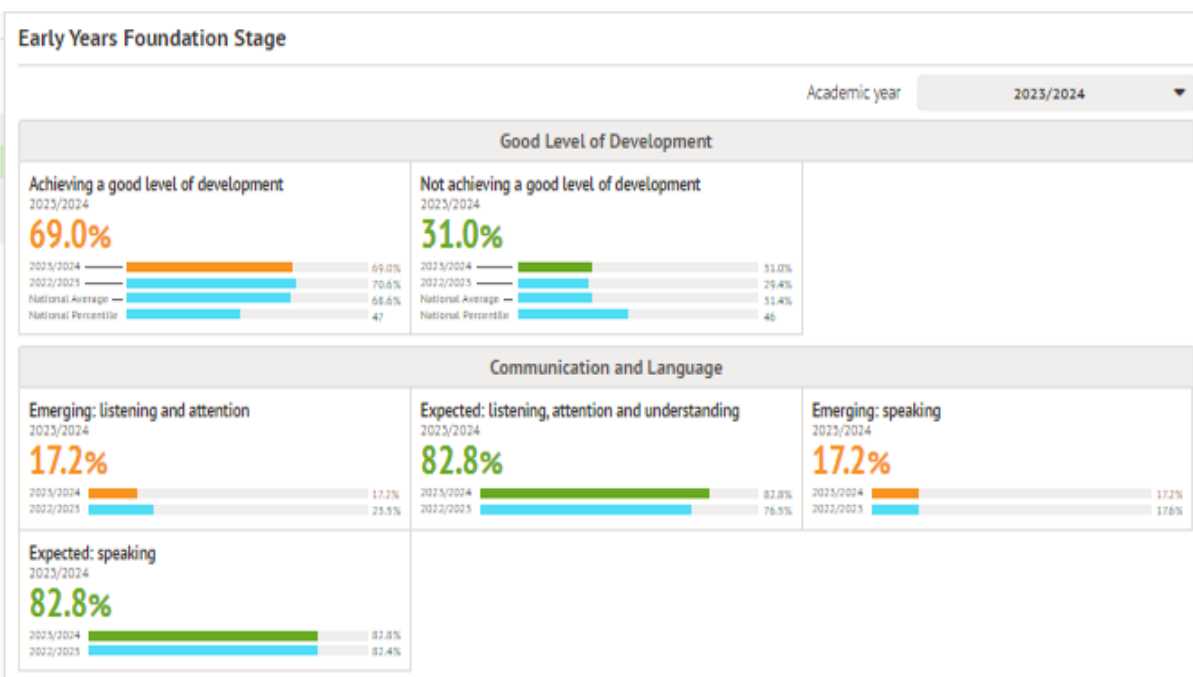 Early Years Foundation Stage
Academic year 2023/2024
Good Level of Development
Achieving a good level of development
2023/2024
69.0%
2023/2024 69.0%
2022/2023 70.6%
National Average 68.6%
National Percentile 47
Not achieving a good level of development
2023/2024
31.0%
2023/2024 31.0%
2022/2023 29.4%
National Average 31.4%
National Percentile 46
Communication and Language
Emerging: listening and attention
2023/2024
17.2%
2023/2024 17.2%
2022/2023 23.5%
Expected: listening, attention and understanding
2023/2024
82.8%
2023/2024 82.8%
2022/2023 76.5%
Emerging: speaking
2023/2024
17.2%
2023/2024 17.2%
2022/2023 17.6%
Expected: speaking
2023/2024
82.8%
2023/2024 82.8%
2022/2023 82.4%